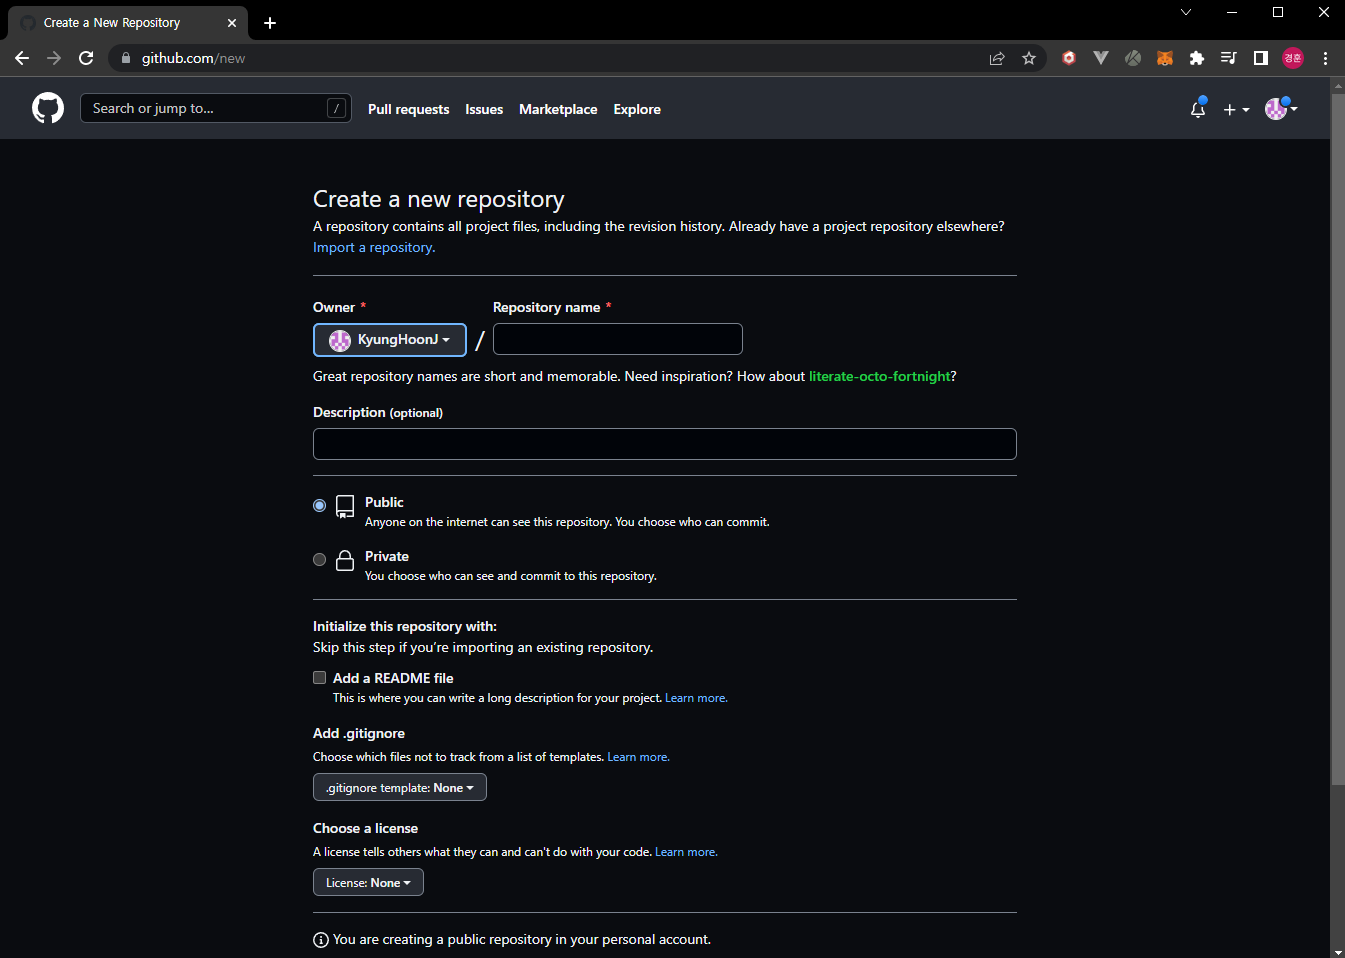 Create a New Repository
github.com/new
경훈
Search or jump to...
/
Pull requests
Issues
Marketplace
Explore
Create a new repository
A repository contains all project files, including the revision history. Already have a project repository elsewhere?
Import a repository.
Owner *
Repository name *
KyungHoonJ
/
Great repository names are short and memorable. Need inspiration? How about literate-octo-fortnight?
Description (optional)
Public
Anyone on the internet can see this repository. You choose who can commit.
Private
You choose who can see and commit to this repository.
Initialize this repository with:
Skip this step if you’re importing an existing repository.
Add a README file
This is where you can write a long description for your project. Learn more.
Add .gitignore
Choose which files not to track from a list of templates. Learn more.
.gitignore template: None
Choose a license
A license tells others what they can and can't do with your code. Learn more.
License: None
You are creating a public repository in your personal account.